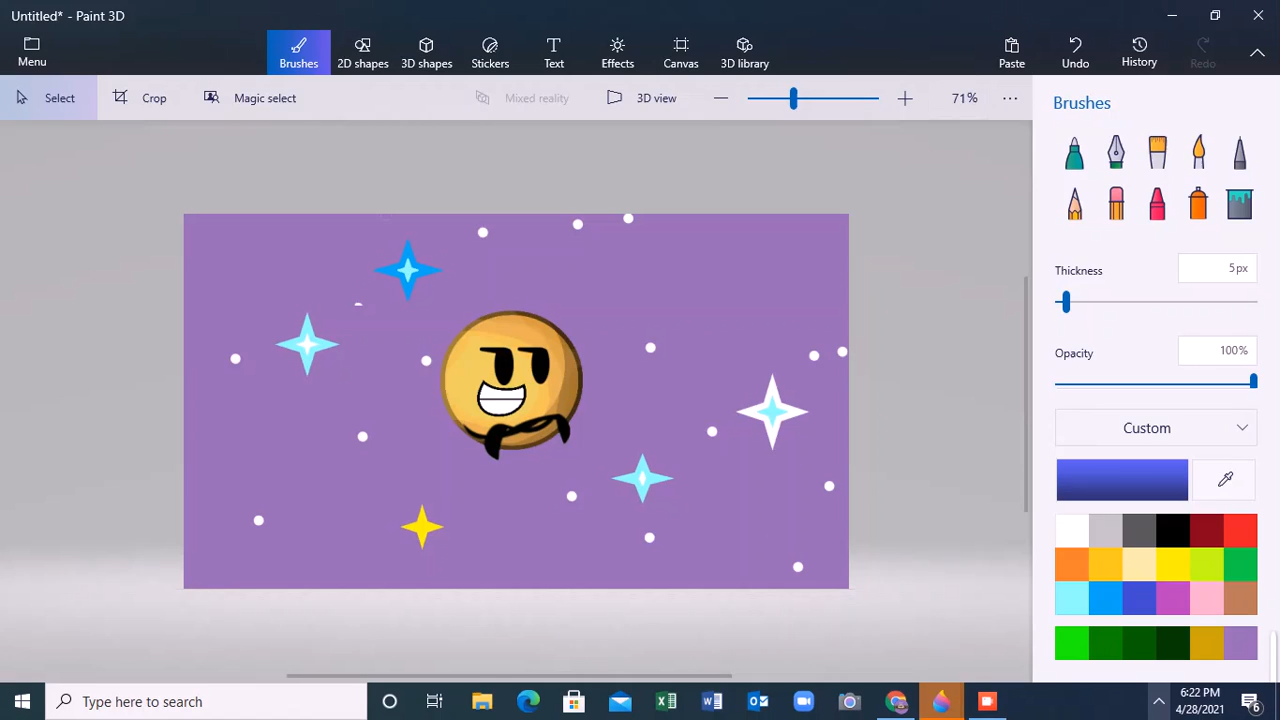 Untitled* - Paint 3D
Menu
Brushes
2D shapes
3D shapes
Stickers
Text
Effects
Canvas
3D library
Paste
Undo
History
Redo
Select
Crop
Magic select
Mixed reality
3D view
71%
Brushes
Thickness
5px
Opacity
100%
Custom
Type here to search
6:22 PM
4/28/2021
6